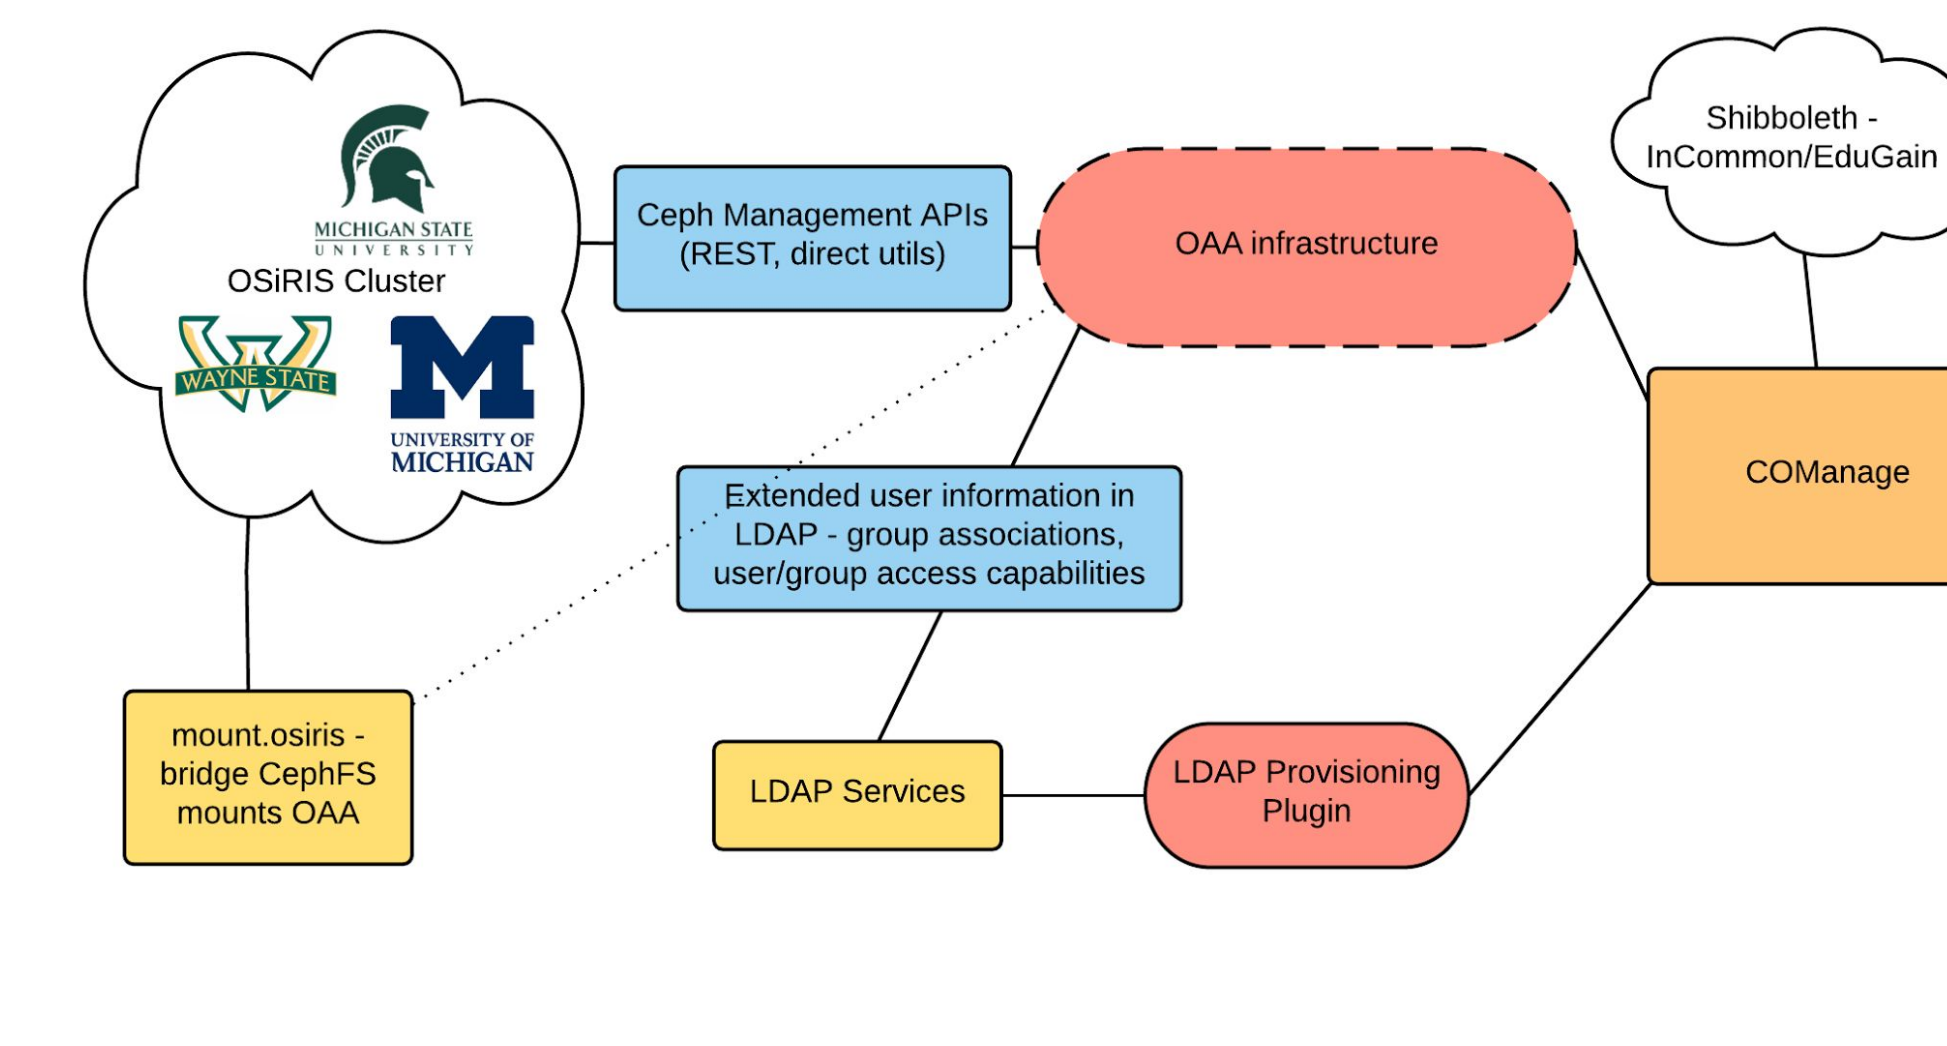 MICHIGAN STATE
UNIVERSITY
OSiRIS Cluster
WAYNE STATE
M
UNIVERSITY OF
MICHIGAN
Ceph Management APIs
(REST, direct utils)
OAA infrastructure
Shibboleth -
InCommon/EduGain
Extended user information in
LDAP - group associations,
user/group access capabilities
COManage
mount.osiris -
bridge CephFS
mounts OAA
LDAP Services
LDAP Provisioning
Plugin